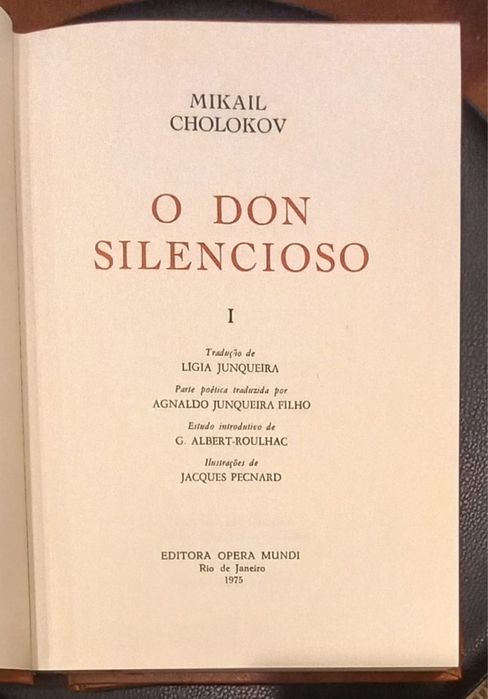 MIKAIL
CHOLOKOV
O DON
SILENCIOSO
I
Tradução de
LIGIA JUNQUEIRA
Parte poética traduzida por
AGNALDO JUNQUEIRA FILHO
Estudo introdutivo de
G. ALBERT-ROULHAC
Ilustrações de
JACQUES PECNARD
EDITORA OPERA MUNDI
Rio de Janeiro
1975